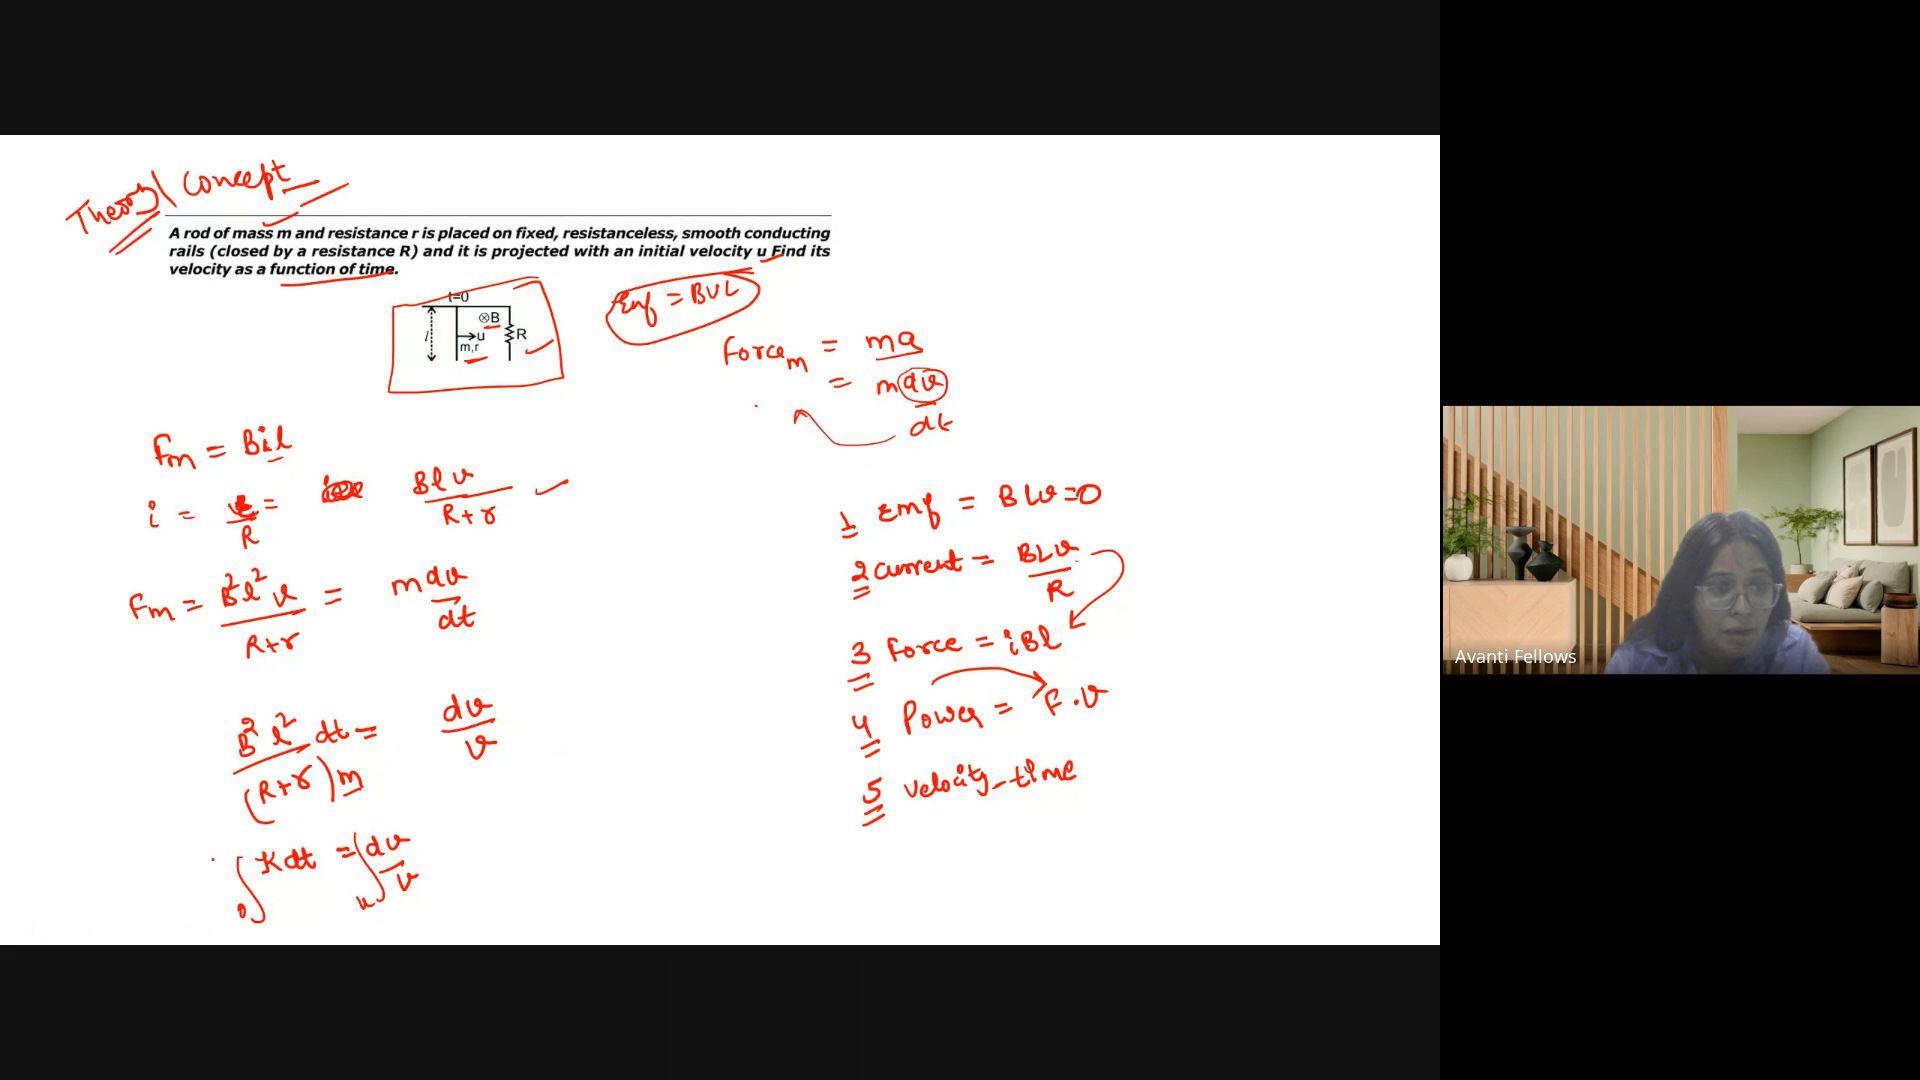 Theory | Concept
A rod of mass m and resistance r is placed on fixed, resistanceless, smooth conducting
rails (closed by a resistance R) and it is projected with an initial velocity u Find its
velocity as a function of time.
t=0
⊗B
l
u
R
m,r
Emf = BVL
Force_m = ma
= m dv/dt
F_m = Bil
i = /R = Blv/(R+r)
F_m = B²l²v/(R+r) = m dv/dt
B²l²/((R+r)m) dt = dv/v
∫₀ K dt = ∫ᵤ dv/v
1 Emf = BLv=0
2 current = BLv/R
3 Force = iBl
4 Power = F.v
5 velocity-time
Avanti Fellows